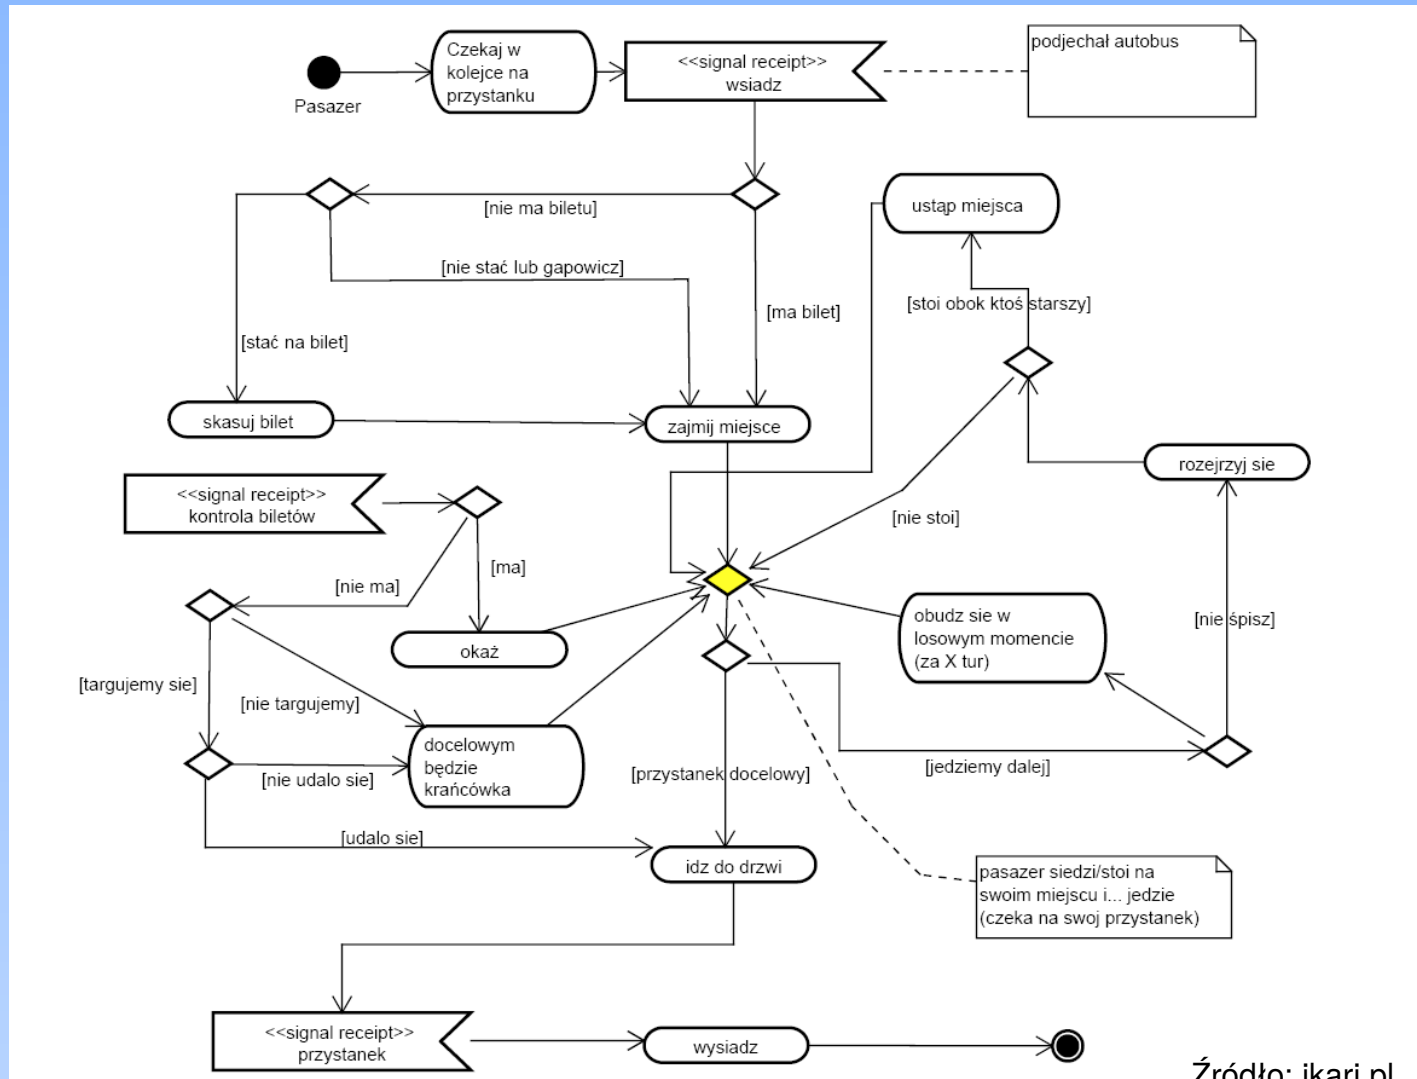 Czekaj w
kolejce na
przystanku
<<signal receipt>>
wsiadz
podjechał autobus
Pasazer
[nie ma biletu]
ustąp miejsca
[nie stać lub gapowicz]
[ma bilet]
[stoi obok ktoś starszy]
[stać na bilet]
skasuj bilet
zajmij miejsce
rozejrzyj sie
<<signal receipt>>
kontrola biletów
[nie stoi]
[ma]
[nie ma]
obudz sie w
losowym momencie
(za X tur)
[nie śpisz]
okaż
[targujemy sie]
[nie targujemy]
docelowym
będzie
krańcówka
[nie udalo sie]
[przystanek docelowy]
[jedziemy dalej]
[udalo sie]
idz do drzwi
pasazer siedzi/stoi na
swoim miejscu i... jedzie
(czeka na swoj przystanek)
<<signal receipt>>
przystanek
wysiadz
Źródło: ikari.pl